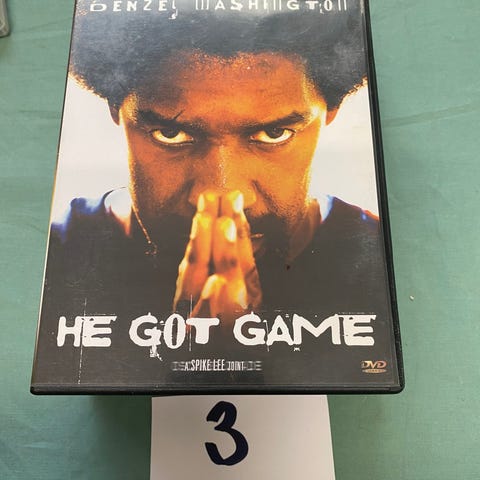 DENZEL WASHINGTON
HE GOT GAME
A SPIKE LEE JOINT
DVD
3